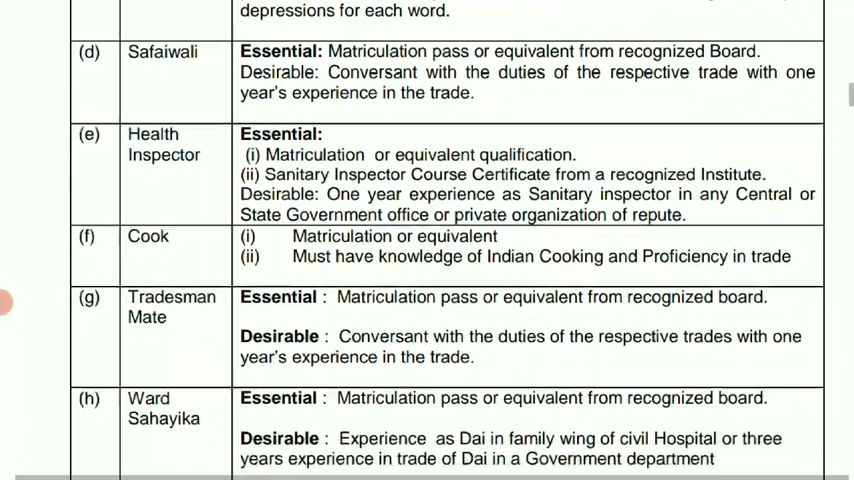 depressions for each word.
(d) Safaiwali Essential: Matriculation pass or equivalent from recognized Board.
Desirable: Conversant with the duties of the respective trade with one
year's experience in the trade.
(e) Health Essential:
Inspector (i) Matriculation or equivalent qualification.
(ii) Sanitary Inspector Course Certificate from a recognized Institute.
Desirable: One year experience as Sanitary inspector in any Central or
State Government office or private organization of repute.
(f) Cook (i) Matriculation or equivalent
(ii) Must have knowledge of Indian Cooking and Proficiency in trade
(g) Tradesman Essential : Matriculation pass or equivalent from recognized board.
Mate
Desirable : Conversant with the duties of the respective trades with one
year's experience in the trade.
(h) Ward Essential : Matriculation pass or equivalent from recognized board.
Sahayika
Desirable : Experience as Dai in family wing of civil Hospital or three
years experience in trade of Dai in a Government department